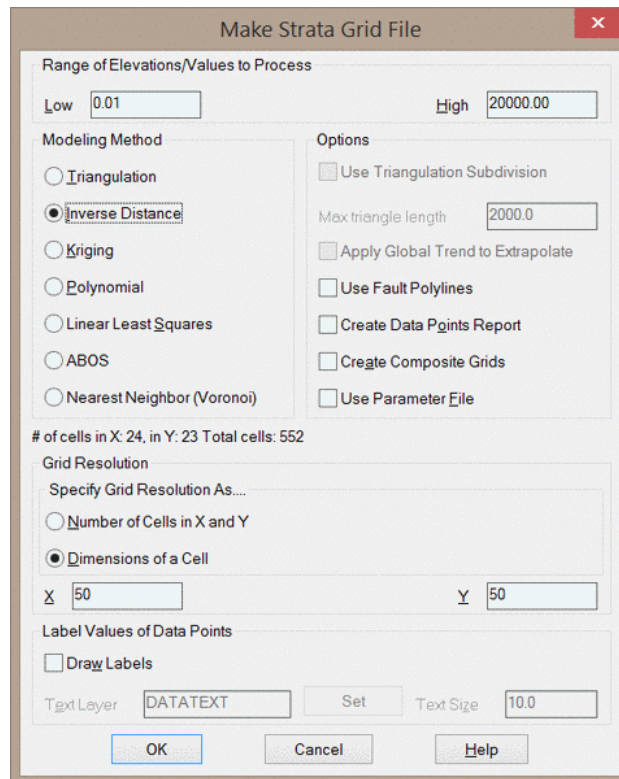 Make Strata Grid File
Range of Elevations/Values to Process
Low 0.01 High 20000.00
Modeling Method
Triangulation
Inverse Distance
Kriging
Polynomial
Linear Least Squares
ABOS
Nearest Neighbor (Voronoi)
Options
Use Triangulation Subdivision
Max triangle length 2000.0
Apply Global Trend to Extrapolate
Use Fault Polylines
Create Data Points Report
Create Composite Grids
Use Parameter File
# of cells in X: 24, in Y: 23 Total cells: 552
Grid Resolution
Specify Grid Resolution As....
Number of Cells in X and Y
Dimensions of a Cell
X 50 Y 50
Label Values of Data Points
Draw Labels
Text Layer DATATEXT Set Text Size 10.0
OK Cancel Help